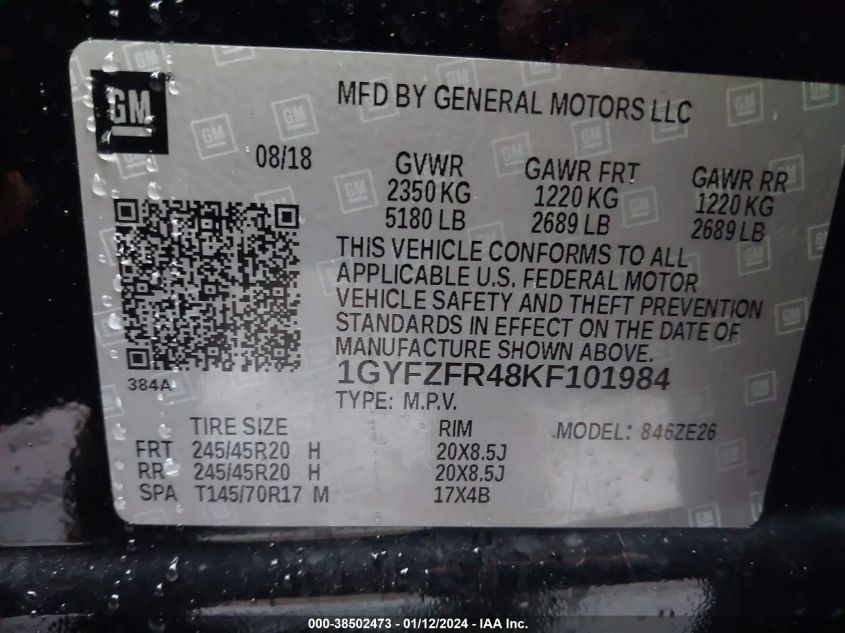 GM
MFD BY GENERAL MOTORS LLC
08/18
GVWR GAWR FRT GAWR RR
2350 KG 1220 KG 1220 KG
5180 LB 2689 LB 2689 LB
THIS VEHICLE CONFORMS TO ALL
APPLICABLE U.S. FEDERAL MOTOR
VEHICLE SAFETY AND THEFT PREVENTION
STANDARDS IN EFFECT ON THE DATE OF
MANUFACTURE SHOWN ABOVE.
384A
1GYFZFR48KF101984
TYPE: M.P.V.
TIRE SIZE RIM MODEL: 846ZE26
FRT 245/45R20 H 20X8.5J
RR 245/45R20 H 20X8.5J
SPA T145/70R17 M 17X4B
000-38502473 - 01/12/2024 - IAA Inc.